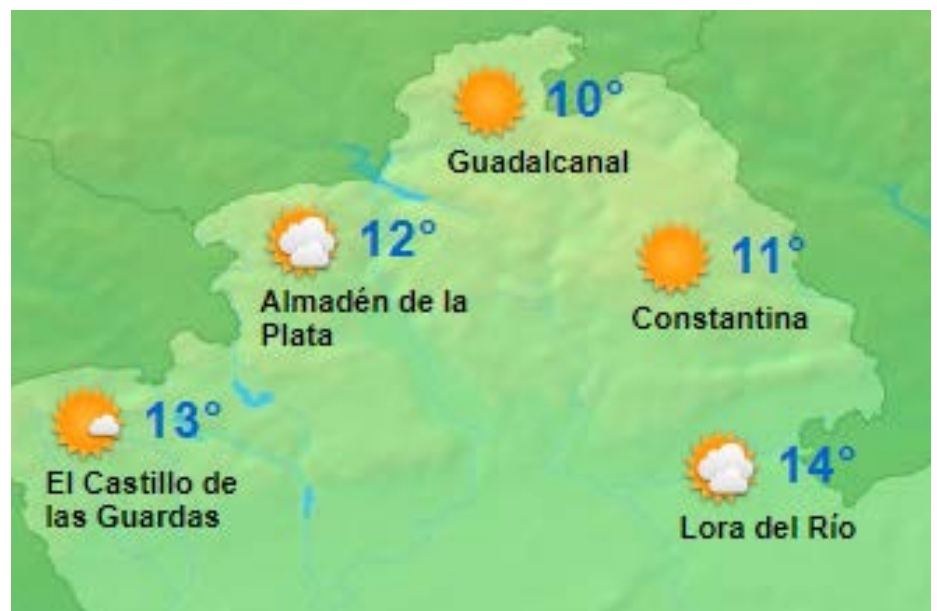 10°
Guadalcanal
12°
Almadén de la
Plata
11°
Constantina
13°
El Castillo de
las Guardas
14°
Lora del Río